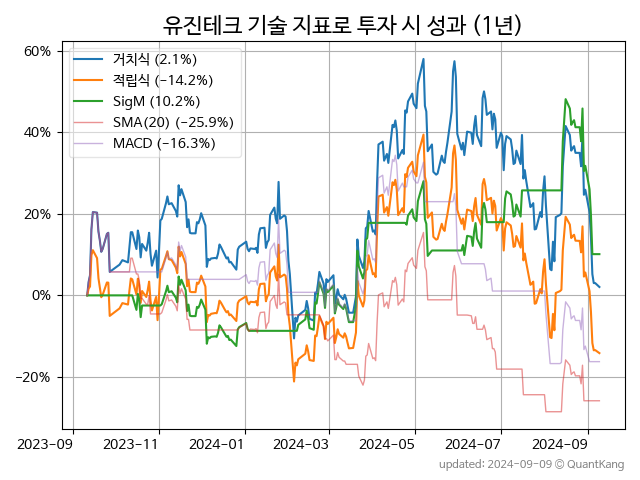 유진테크 기술 지표로 투자 시 성과 (1년)
60%
40%
20%
0%
−20%
거치식 (2.1%)
적립식 (−14.2%)
SigM (10.2%)
SMA(20) (−25.9%)
MACD (−16.3%)
2023-09 2023-11 2024-01 2024-03 2024-05 2024-07 2024-09
updated: 2024-09-09 © QuantKang